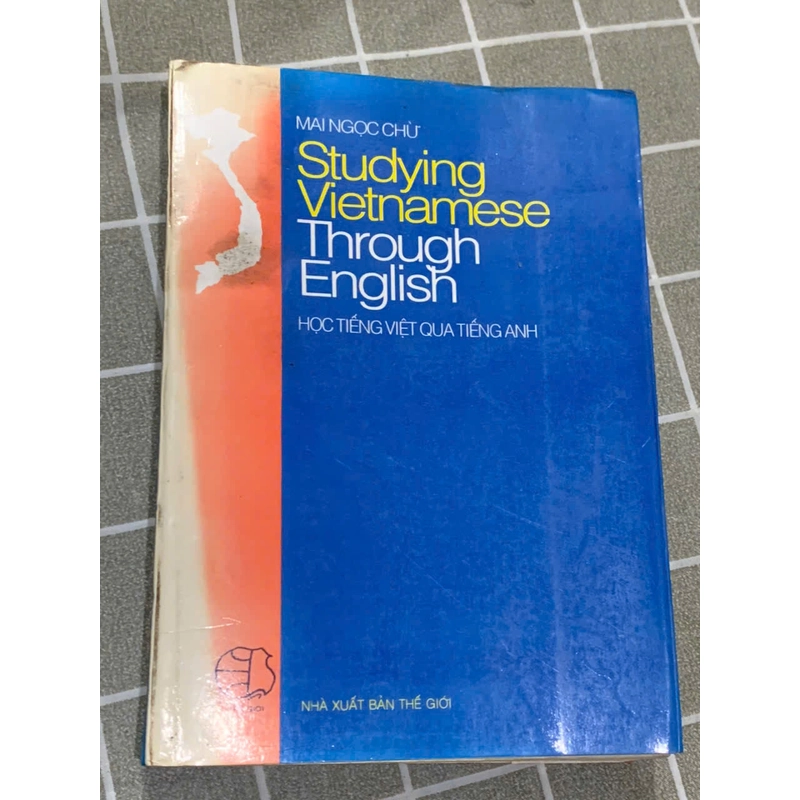 MAI NGỌC CHỪ
Studying
Vietnamese
Through
English
HỌC TIẾNG VIỆT QUA TIẾNG ANH
NHÀ XUẤT BẢN THẾ GIỚI